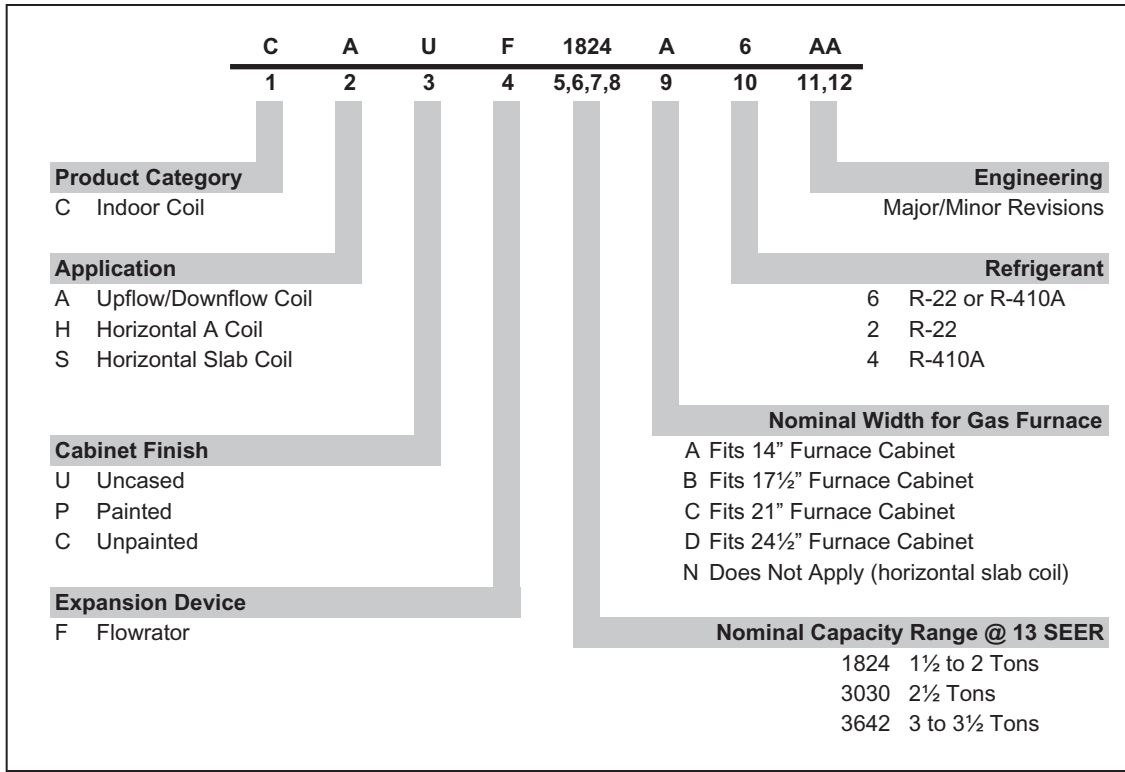 C A U F 1824 A 6 AA
1 2 3 4 5,6,7,8 9 10 11,12
Product Category
C Indoor Coil
Application
A Upflow/Downflow Coil
H Horizontal A Coil
S Horizontal Slab Coil
Cabinet Finish
U Uncased
P Painted
C Unpainted
Expansion Device
F Flowrator
Engineering
Major/Minor Revisions
Refrigerant
6 R-22 or R-410A
2 R-22
4 R-410A
Nominal Width for Gas Furnace
A Fits 14” Furnace Cabinet
B Fits 17½” Furnace Cabinet
C Fits 21” Furnace Cabinet
D Fits 24½” Furnace Cabinet
N Does Not Apply (horizontal slab coil)
Nominal Capacity Range @ 13 SEER
1824 1½ to 2 Tons
3030 2½ Tons
3642 3 to 3½ Tons